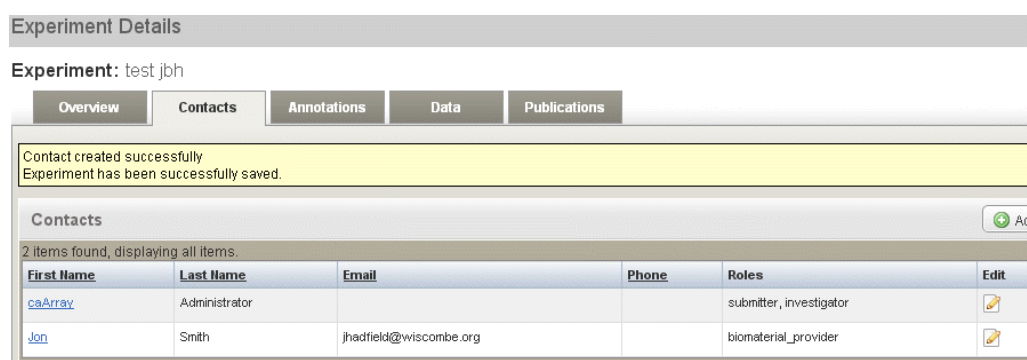 Experiment Details
Experiment: test jbh
Overview Contacts Annotations Data Publications
Contact created successfully
Experiment has been successfully saved.
Contacts
2 items found, displaying all items.
First Name Last Name Email Phone Roles Edit
caArray Administrator submitter, investigator
Jon Smith jhadfield@wiscombe.org biomaterial_provider